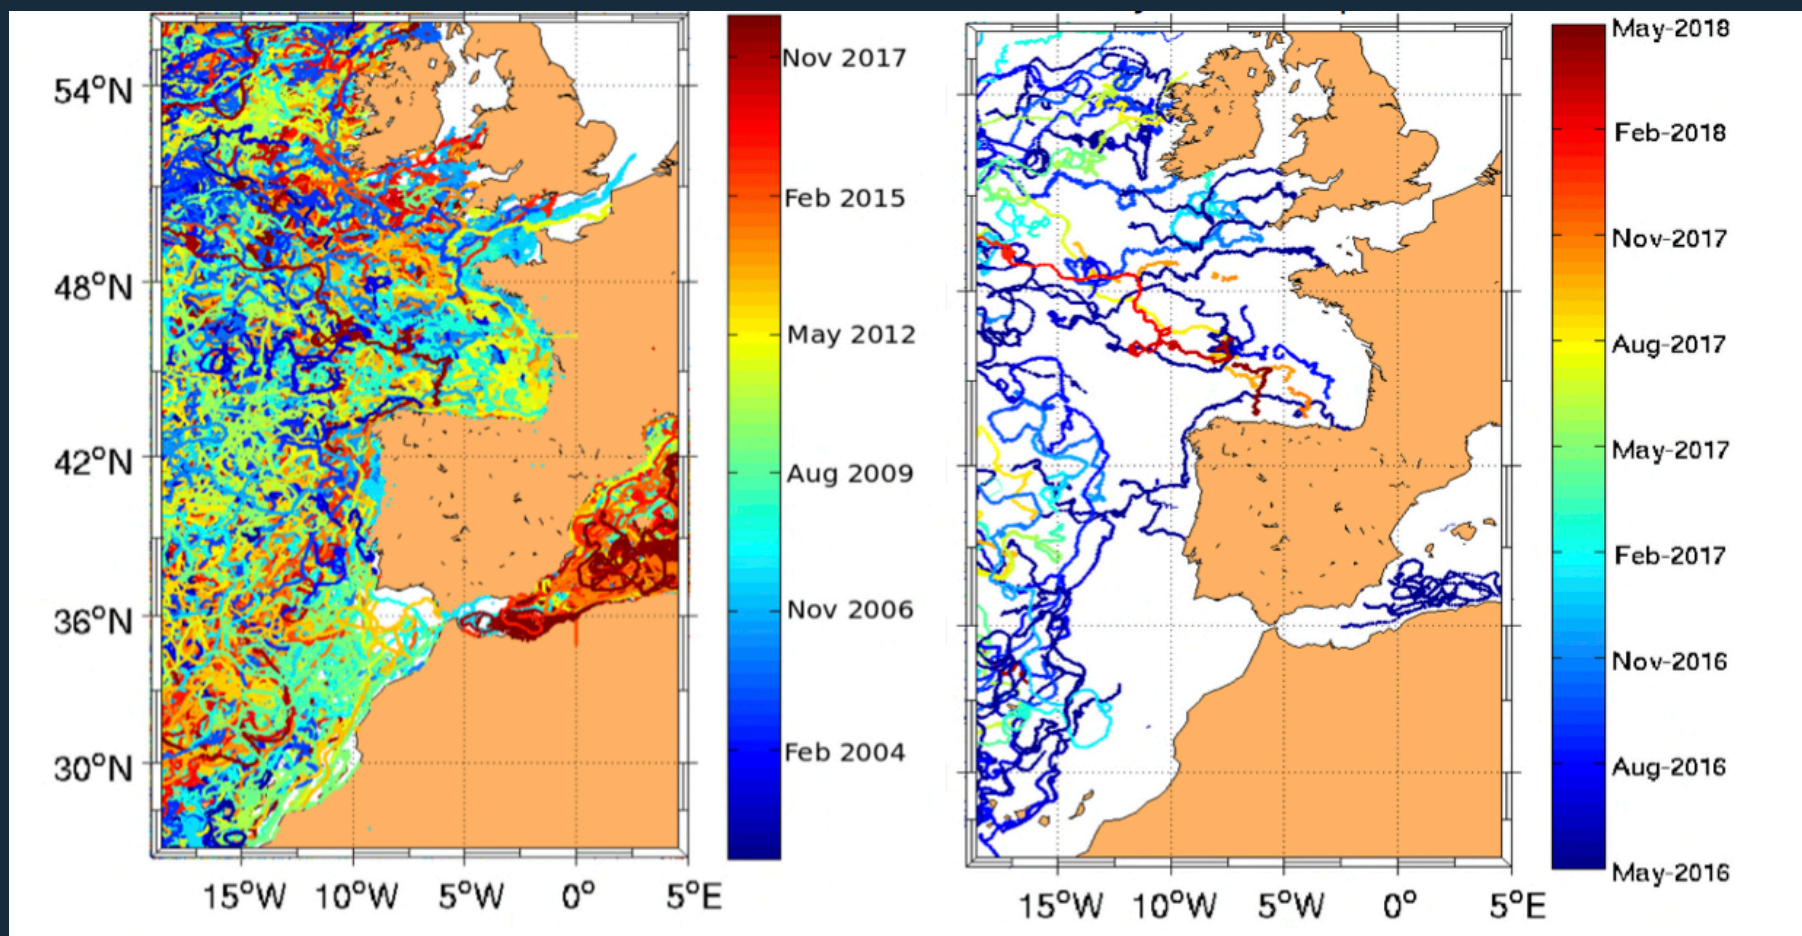 54°N
48°N
42°N
36°N
30°N
15°W 10°W 5°W 0° 5°E
Nov 2017
Feb 2015
May 2012
Aug 2009
Nov 2006
Feb 2004
15°W 10°W 5°W 0° 5°E
May-2018
Feb-2018
Nov-2017
Aug-2017
May-2017
Feb-2017
Nov-2016
Aug-2016
May-2016